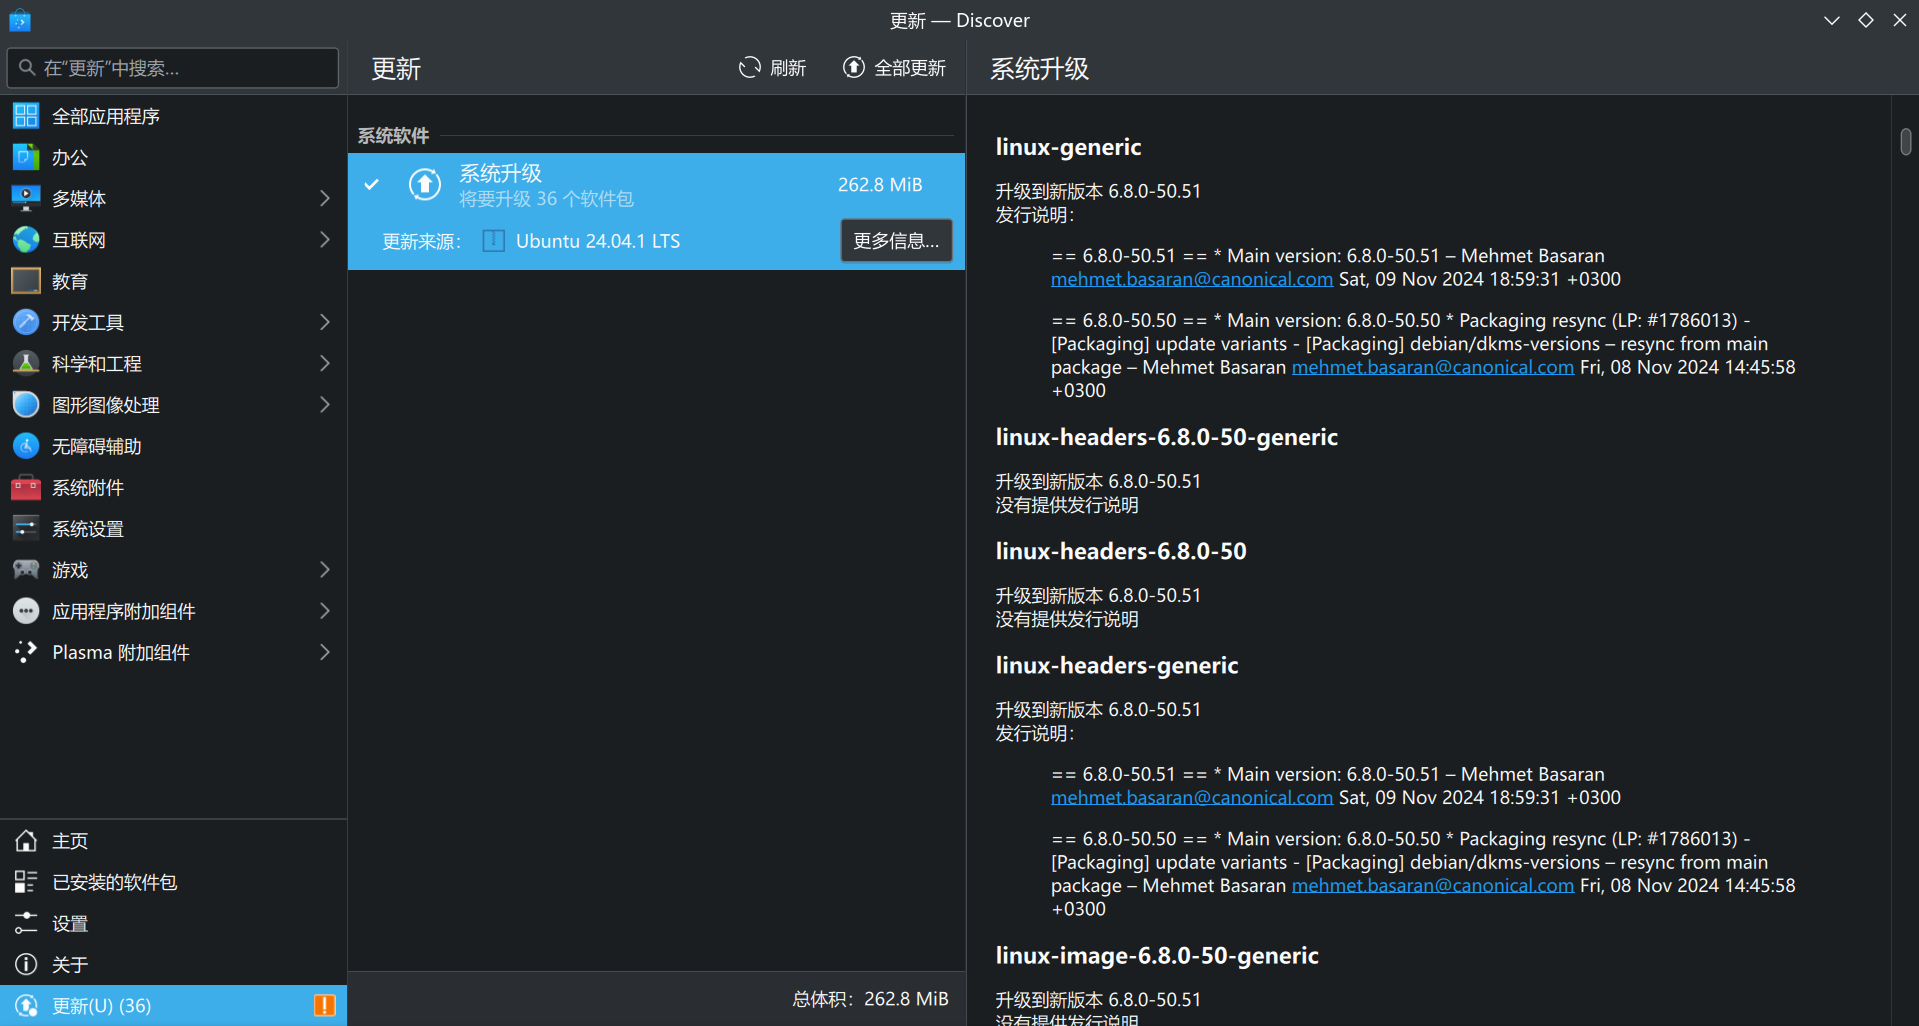 更新 — Discover
在“更新”中搜索...
更新
刷新
全部更新
系统升级
全部应用程序
办公
多媒体
互联网
教育
开发工具
科学和工程
图形图像处理
无障碍辅助
系统附件
系统设置
游戏
应用程序附加组件
Plasma 附加组件
主页
已安装的软件包
设置
关于
更新(U) (36)
系统软件
系统升级
将要升级 36 个软件包
262.8 MiB
更新来源：
Ubuntu 24.04.1 LTS
更多信息...
总体积：262.8 MiB
linux-generic
升级到新版本 6.8.0-50.51
发行说明：
== 6.8.0-50.51 == * Main version: 6.8.0-50.51 – Mehmet Basaran
mehmet.basaran@canonical.com Sat, 09 Nov 2024 18:59:31 +0300
== 6.8.0-50.50 == * Main version: 6.8.0-50.50 * Packaging resync (LP: #1786013) -
[Packaging] update variants - [Packaging] debian/dkms-versions – resync from main
package – Mehmet Basaran mehmet.basaran@canonical.com Fri, 08 Nov 2024 14:45:58
+0300
linux-headers-6.8.0-50-generic
升级到新版本 6.8.0-50.51
没有提供发行说明
linux-headers-6.8.0-50
升级到新版本 6.8.0-50.51
没有提供发行说明
linux-headers-generic
升级到新版本 6.8.0-50.51
发行说明：
== 6.8.0-50.51 == * Main version: 6.8.0-50.51 – Mehmet Basaran
mehmet.basaran@canonical.com Sat, 09 Nov 2024 18:59:31 +0300
== 6.8.0-50.50 == * Main version: 6.8.0-50.50 * Packaging resync (LP: #1786013) -
[Packaging] update variants - [Packaging] debian/dkms-versions – resync from main
package – Mehmet Basaran mehmet.basaran@canonical.com Fri, 08 Nov 2024 14:45:58
+0300
linux-image-6.8.0-50-generic
升级到新版本 6.8.0-50.51
没有提供发行说明